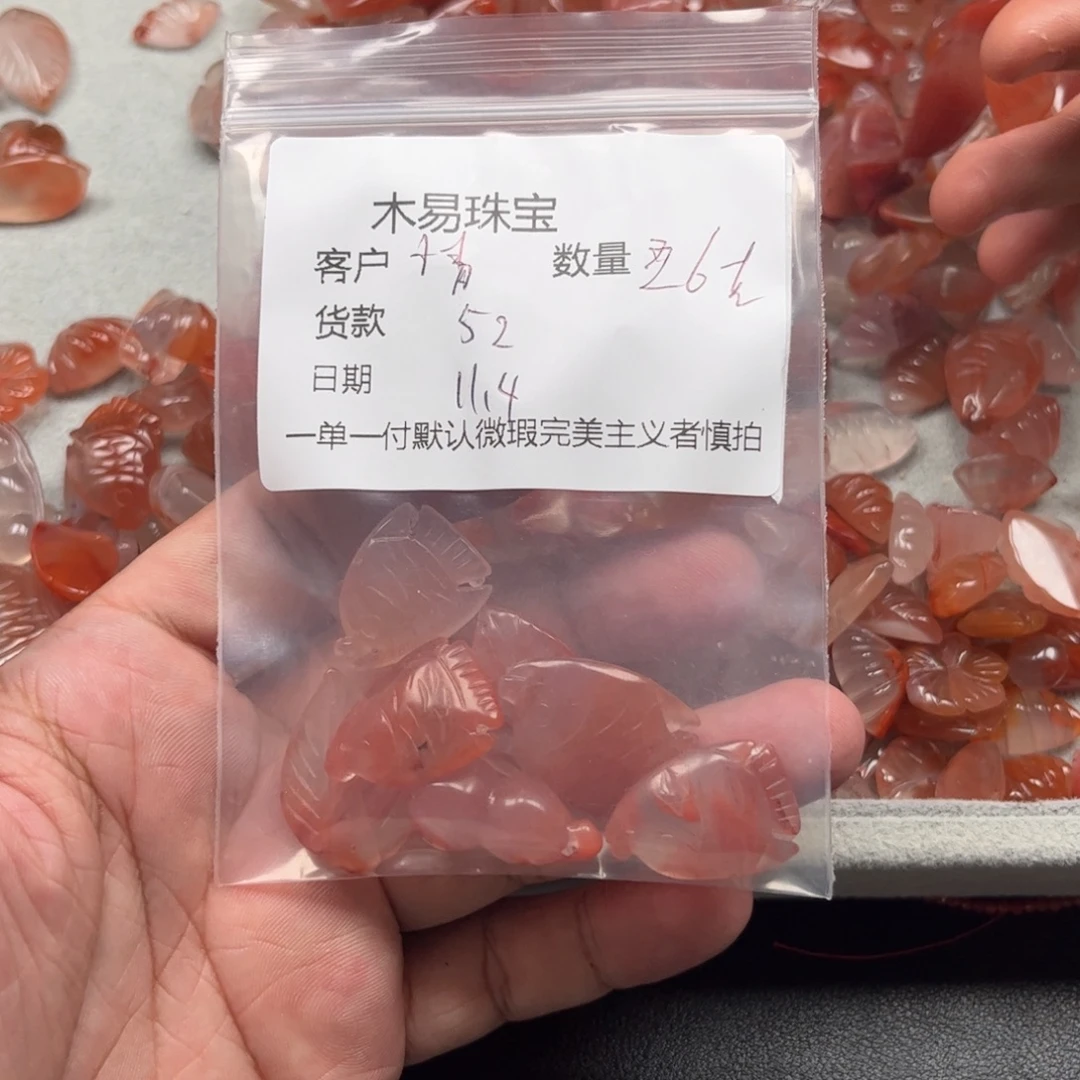 木易珠宝
客户 数量 6
货款 52
日期 11.4
一单一付默认微瑕完美主义者慎拍